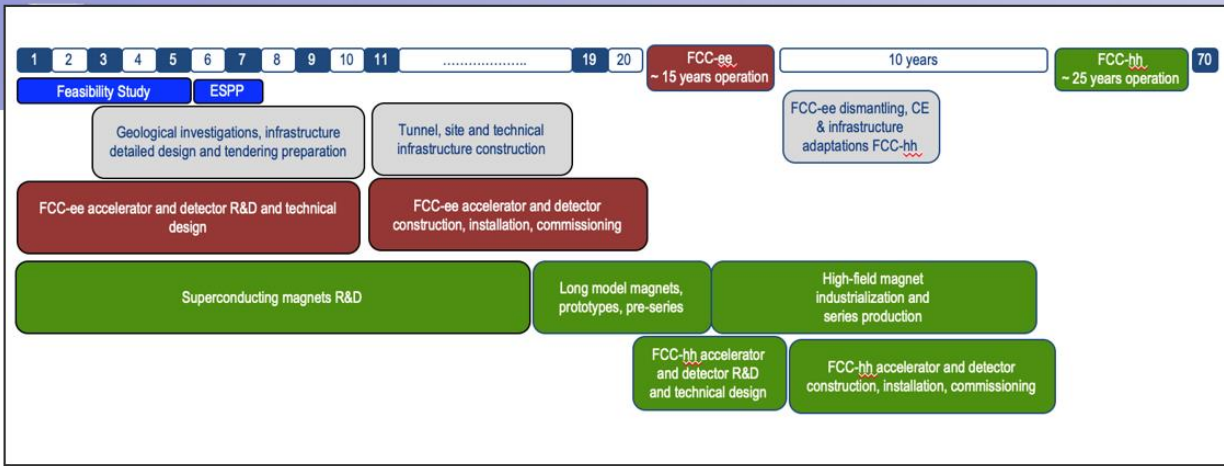 1 2 3 4 5 6 7 8 9 10 11 ..................... 19 20 FCC-ee 10 years FCC-hh 70
~ 15 years operation ~ 25 years operation
Feasibility Study ESPP
Geological investigations, infrastructure
detailed design and tendering preparation
Tunnel, site and technical
infrastructure construction
FCC-ee dismantling, CE
& infrastructure
adaptations FCC-hh
FCC-ee accelerator and detector R&D and technical
design
FCC-ee accelerator and detector
construction, installation, commissioning
Superconducting magnets R&D
Long model magnets,
prototypes, pre-series
High-field magnet
industrialization and
series production
FCC-hh accelerator
and detector R&D
and technical design
FCC-hh accelerator and detector
construction, installation, commissioning